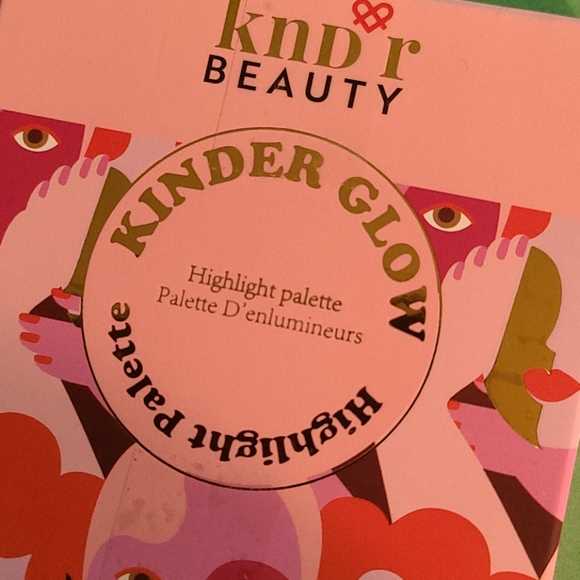 knd r
BEAUTY
KINDER GLOW
Highlight palette
Palette D'enlumineurs
Highlight Palette